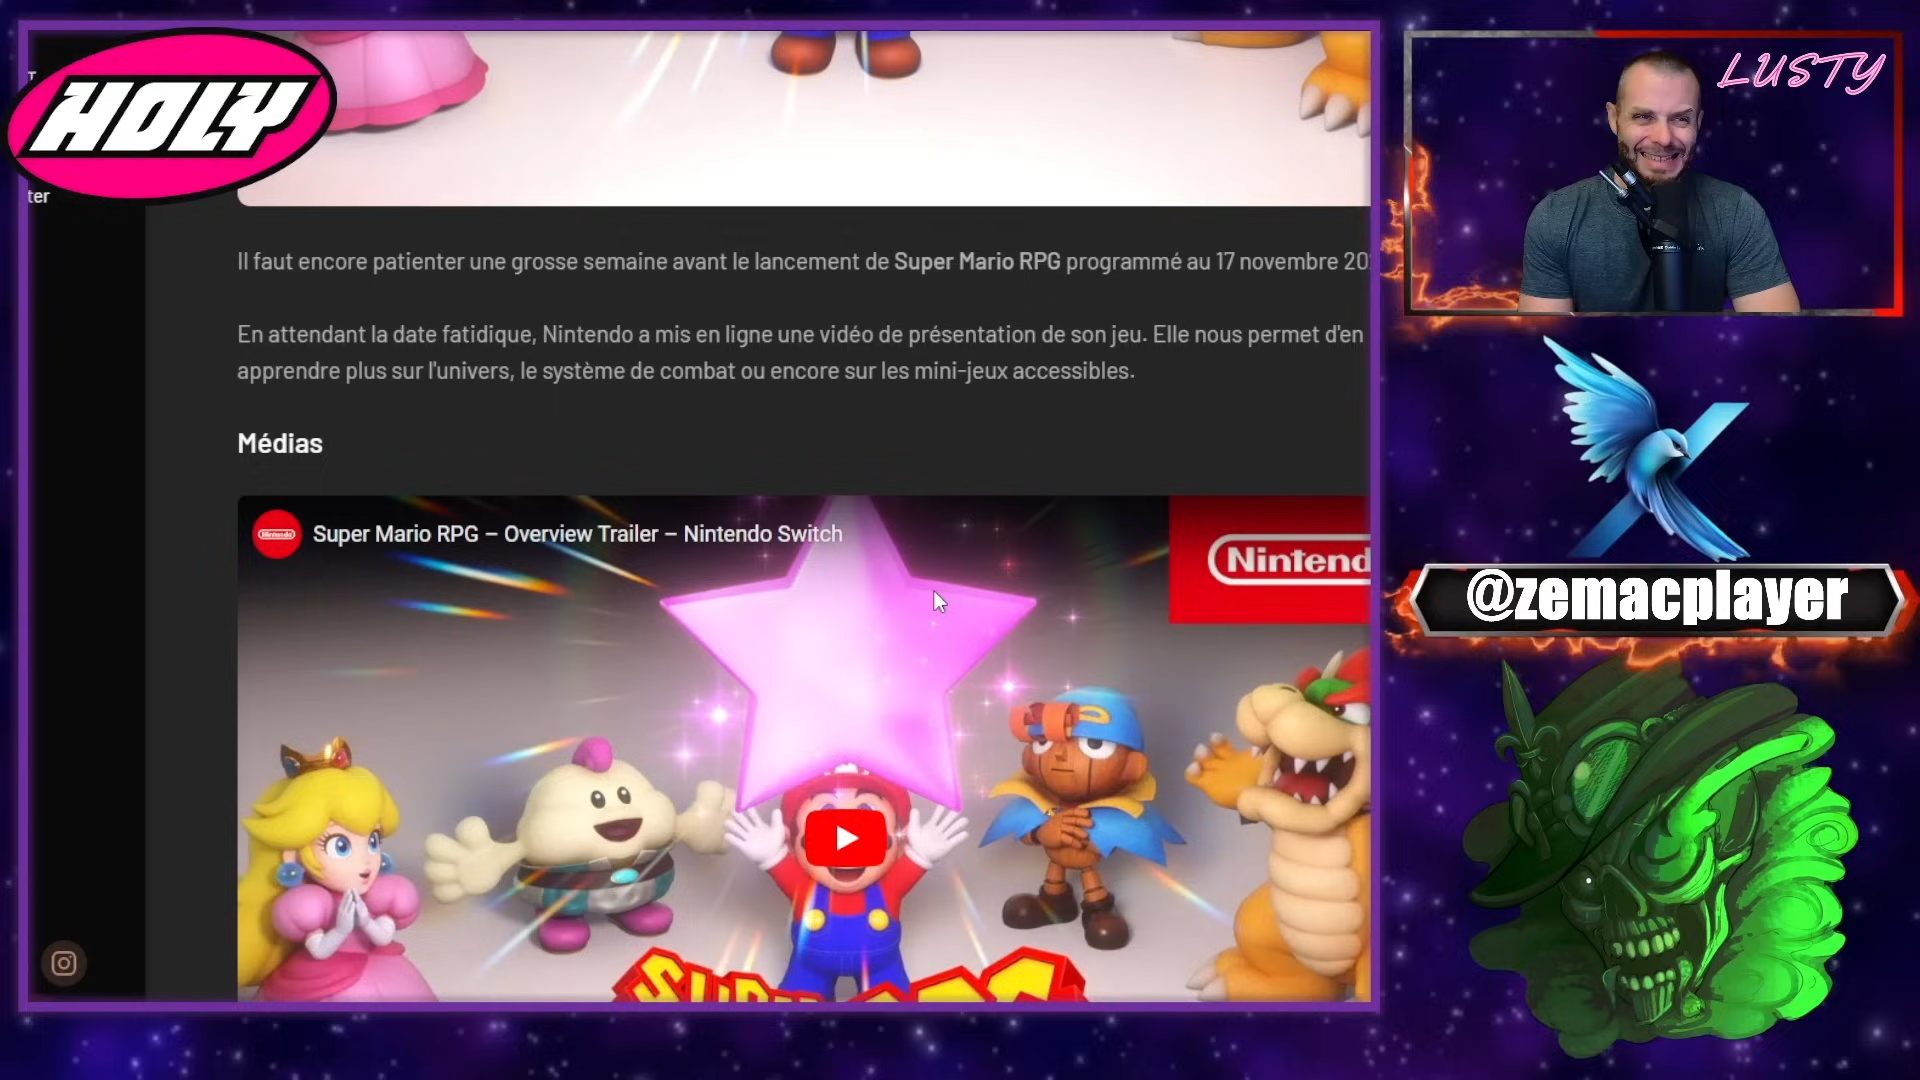 HOLY
LUSTY
T
ter
Il faut encore patienter une grosse semaine avant le lancement de Super Mario RPG programmé au 17 novembre 20
En attendant la date fatidique, Nintendo a mis en ligne une vidéo de présentation de son jeu. Elle nous permet d'en
apprendre plus sur l'univers, le système de combat ou encore sur les mini-jeux accessibles.
Médias
Nintendo
Super Mario RPG – Overview Trailer – Nintendo Switch
Nintend
@zemacplayer
SUPER
RPG